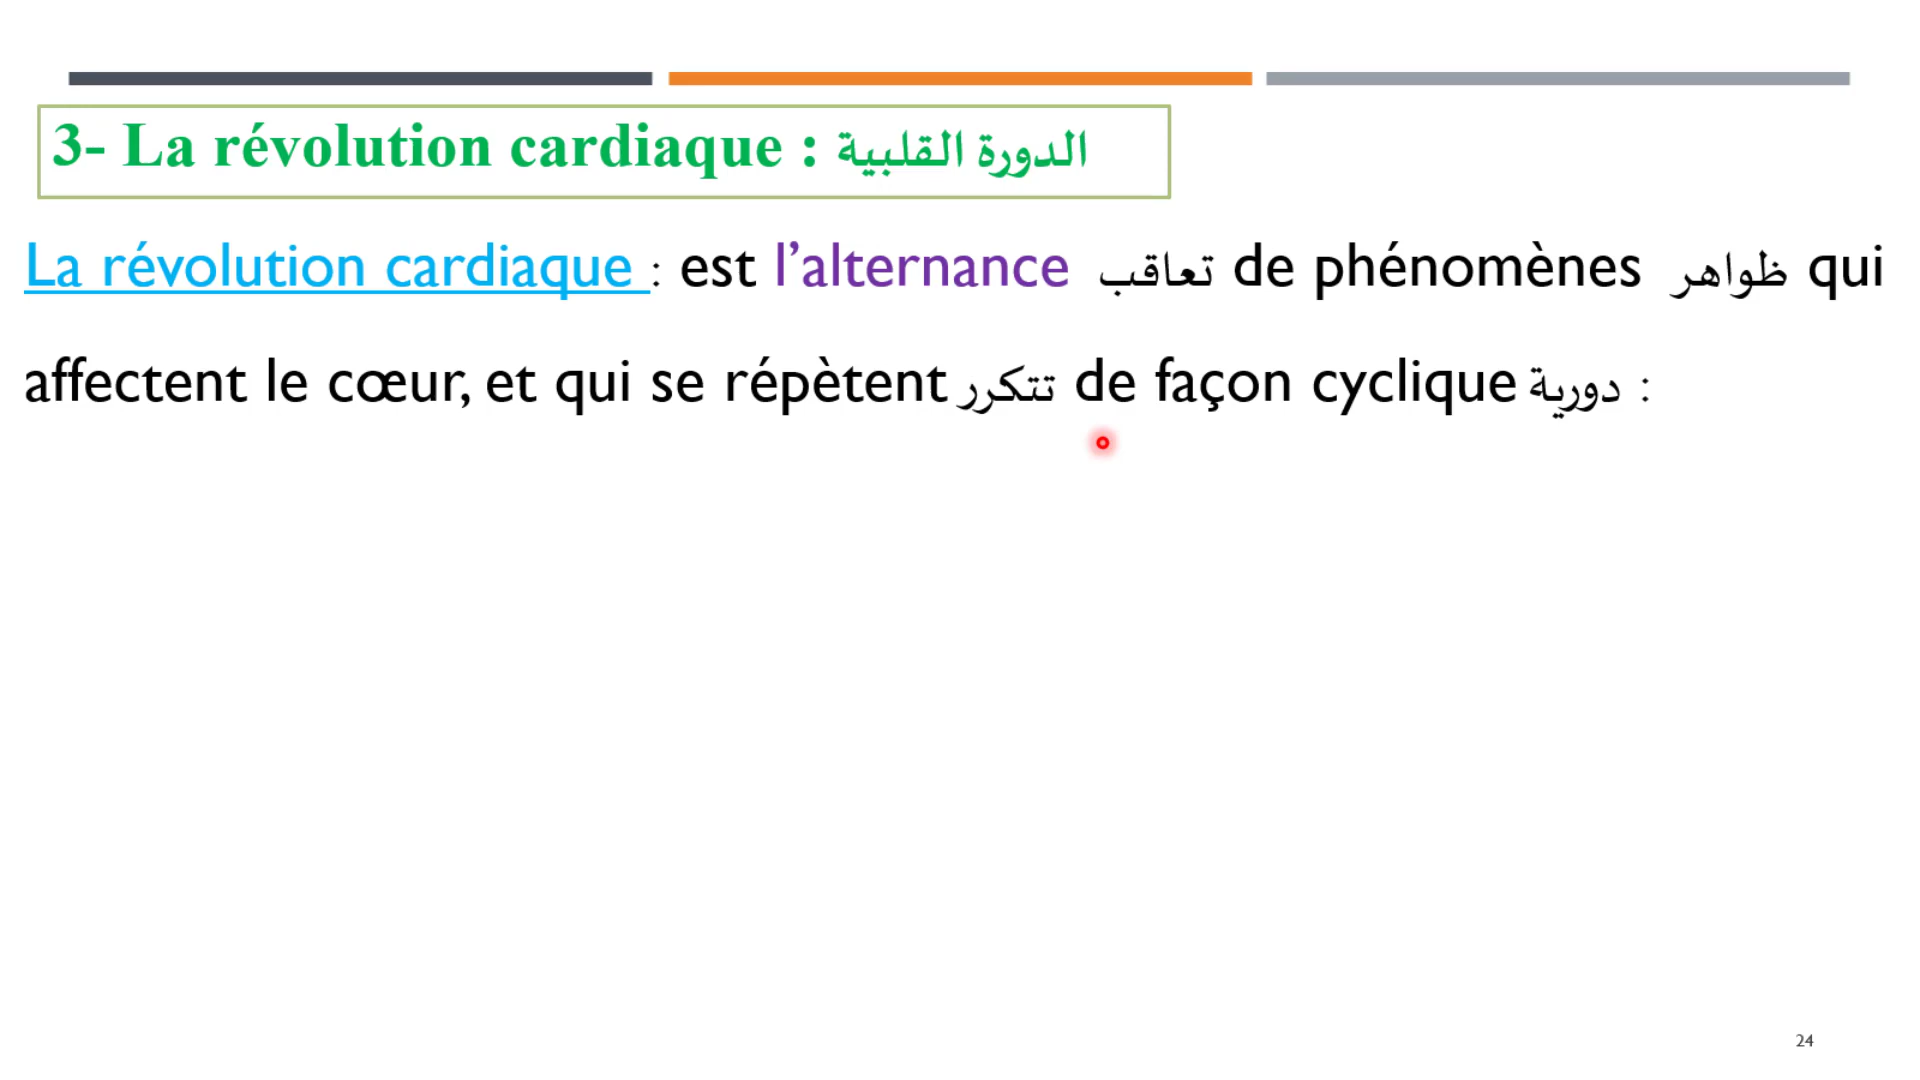 3- La révolution cardiaque : الدورة القلبية
La révolution cardiaque : est l’alternance تعاقب de phénomènes ظواهر qui
affectent le cœur, et qui se répètent تتكرر de façon cyclique دورية :
24